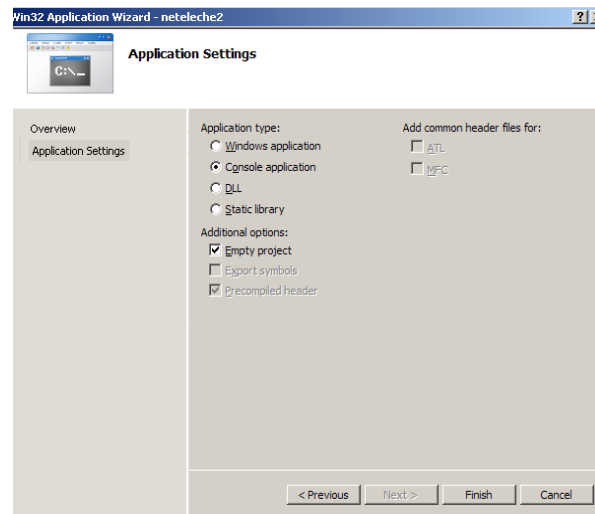 Win32 Application Wizard - neteleche2
C:\_
Application Settings
Overview
Application Settings
Application type:
Windows application
Console application
DLL
Static library
Additional options:
Empty project
Export symbols
Precompiled header
Add common header files for:
ATL
MFC
< Previous
Next >
Finish
Cancel